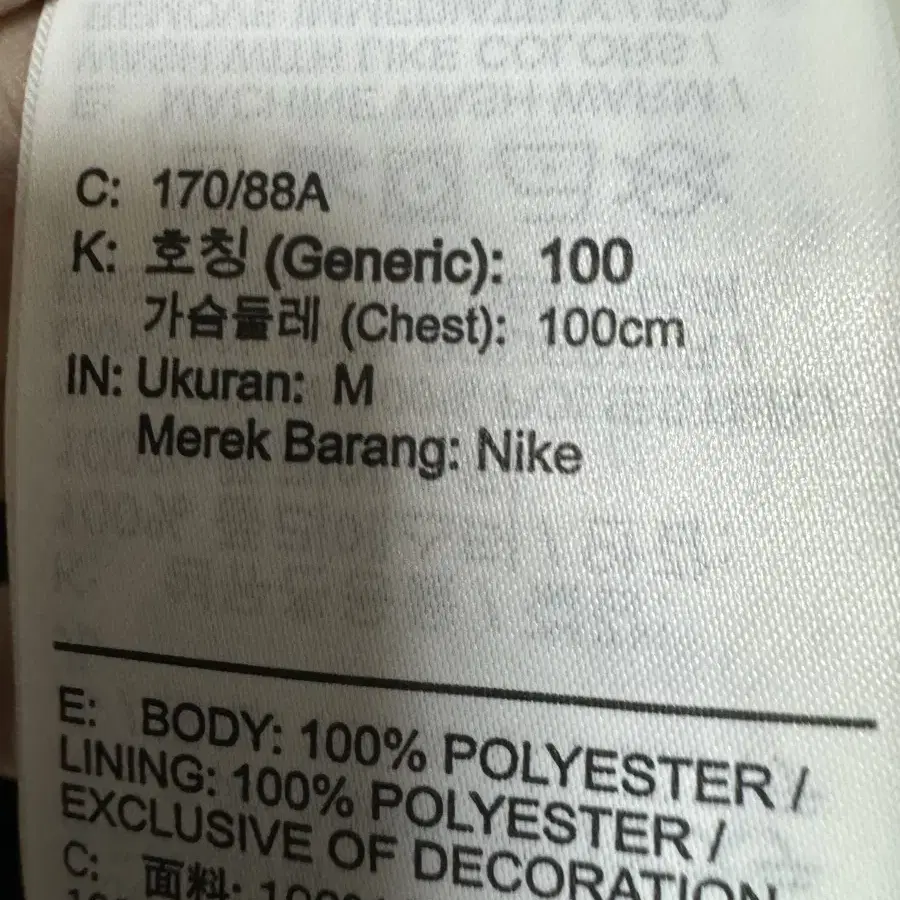 C: 170/88A
K: 호칭 (Generic): 100
가슴둘레 (Chest): 100cm
IN: Ukuran: M
Merek Barang: Nike
E: BODY: 100% POLYESTER /
LINING: 100% POLYESTER /
EXCLUSIVE OF DECORATION
C: 面料: